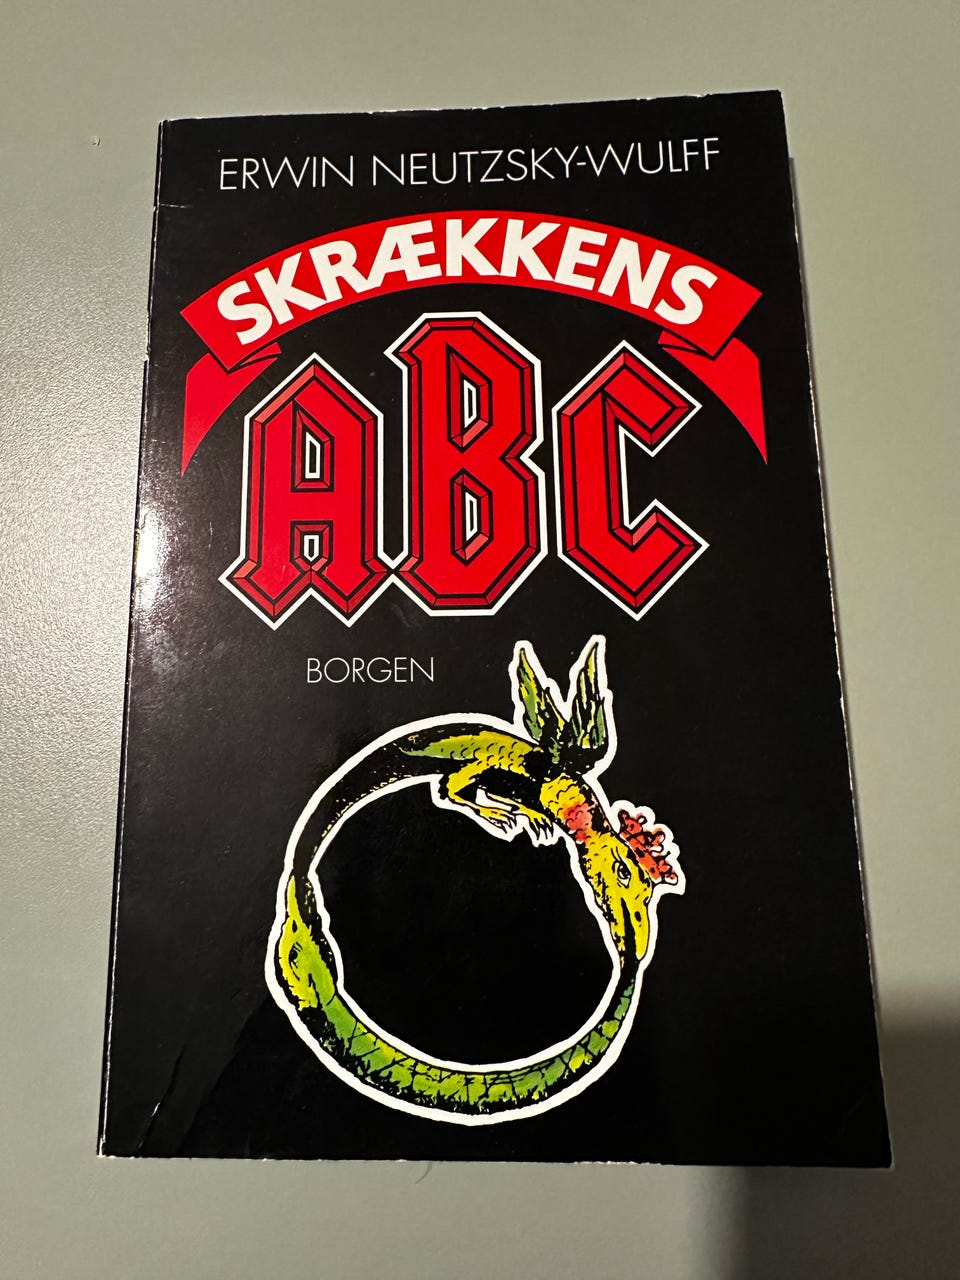 ERWIN NEUTZSKY-WULFF
SKRÆKKENS
ABC
BORGEN